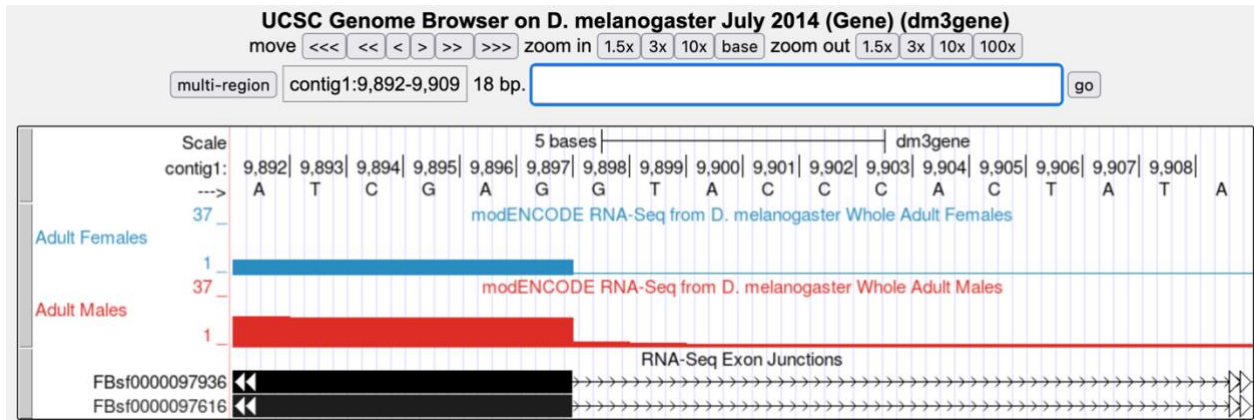 UCSC Genome Browser on D. melanogaster July 2014 (Gene) (dm3gene)
move <<< << < > >> >>> zoom in 1.5x 3x 10x base zoom out 1.5x 3x 10x 100x
multi-region contig1:9,892-9,909 18 bp. go
Scale 5 bases dm3gene
contig1: 9,892| 9,893| 9,894| 9,895| 9,896| 9,897| 9,898| 9,899| 9,900| 9,901| 9,902| 9,903| 9,904| 9,905| 9,906| 9,907| 9,908|
---> A T C G A G G T A C C C A C T A T A
37 _ modENCODE RNA-Seq from D. melanogaster Whole Adult Females
Adult Females
1 _
37 _ modENCODE RNA-Seq from D. melanogaster Whole Adult Males
Adult Males
1 _
RNA-Seq Exon Junctions
FBsf0000097936
FBsf0000097616